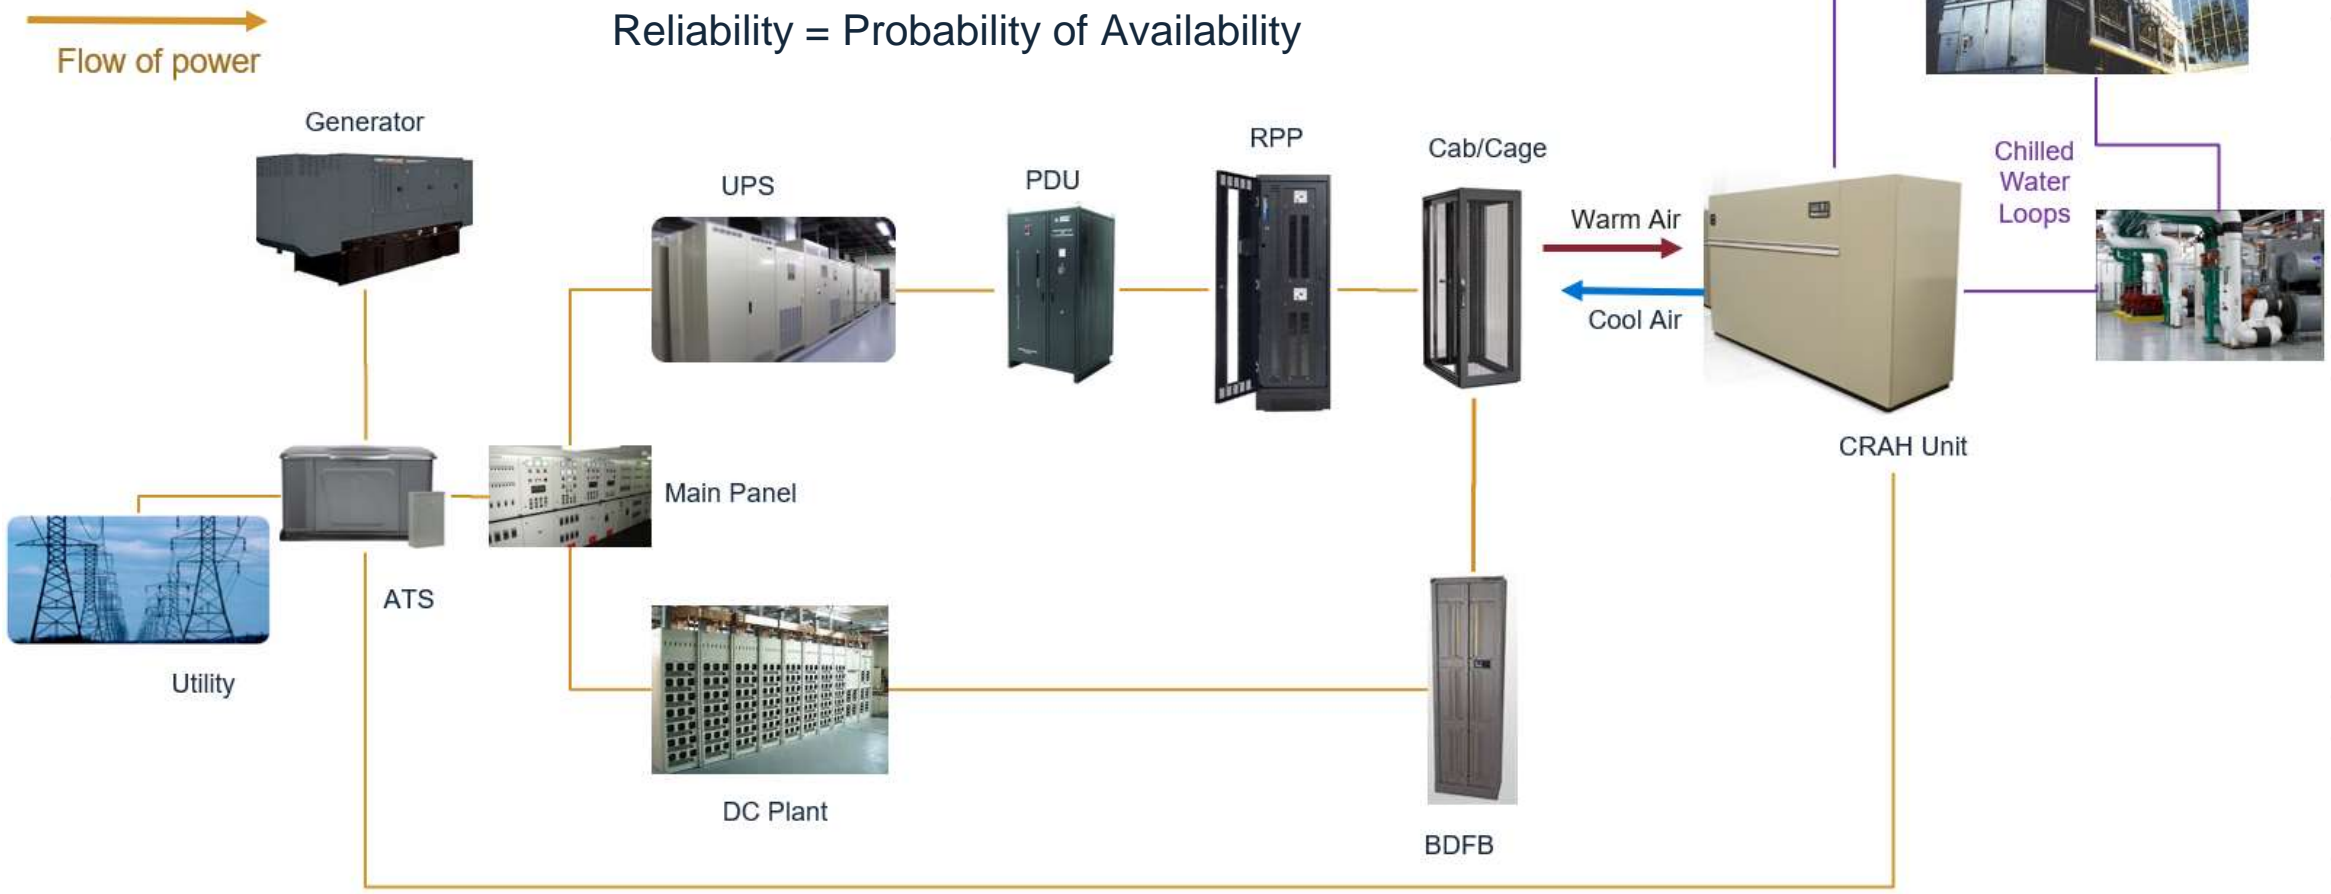 Reliability = Probability of Availability
Flow of power
Generator
UPS
PDU
RPP
Cab/Cage
Chilled
Water
Loops
Warm Air
Cool Air
CRAH Unit
Main Panel
ATS
Utility
DC Plant
BDFB